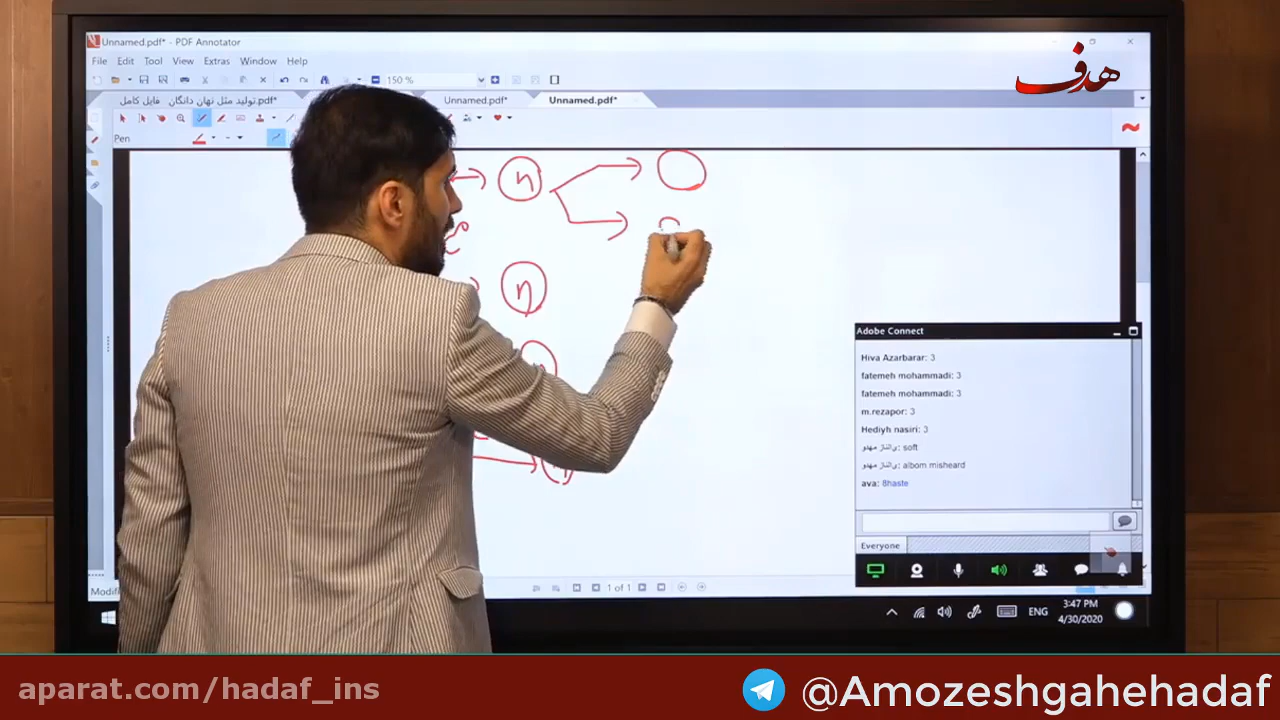 Unnamed.pdf* - PDF Annotator
File Edit Tool View Extras Window Help
150 %
تولید مثل نهان دانگان فایل کامل.pdf*
Unnamed.pdf*
Unnamed.pdf*
Pen
هدف
n
n
Adobe Connect
Hiva Azarbarar: 3
fatemeh mohammadi: 3
fatemeh mohammadi: 3
m.rezapor: 3
Hediyh nasiri: 3
soft
albom misheard
ava: 8haste
Everyone
1 of 1
Modifi
ENG
3:47 PM
4/30/2020
aparat.com/hadaf_ins
@Amozeshgahehadaf